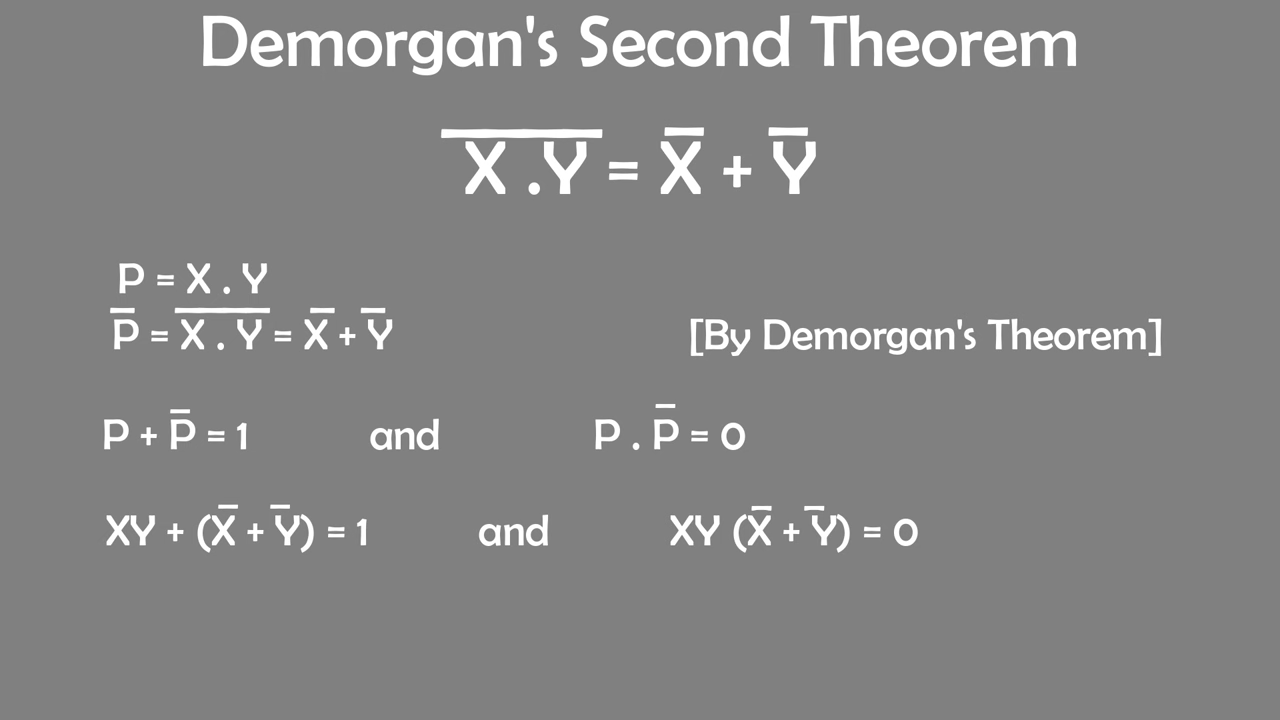 Demorgan's Second Theorem
X̅ ̅.̅Y̅ = X̅ + Y̅
P = X . Y
P̅ = X̅ ̅.̅ ̅Y̅ = X̅ + Y̅ [By Demorgan's Theorem]
P + P̅ = 1 and P . P̅ = 0
XY + (X̅ + Y̅) = 1 and XY (X̅ + Y̅) = 0